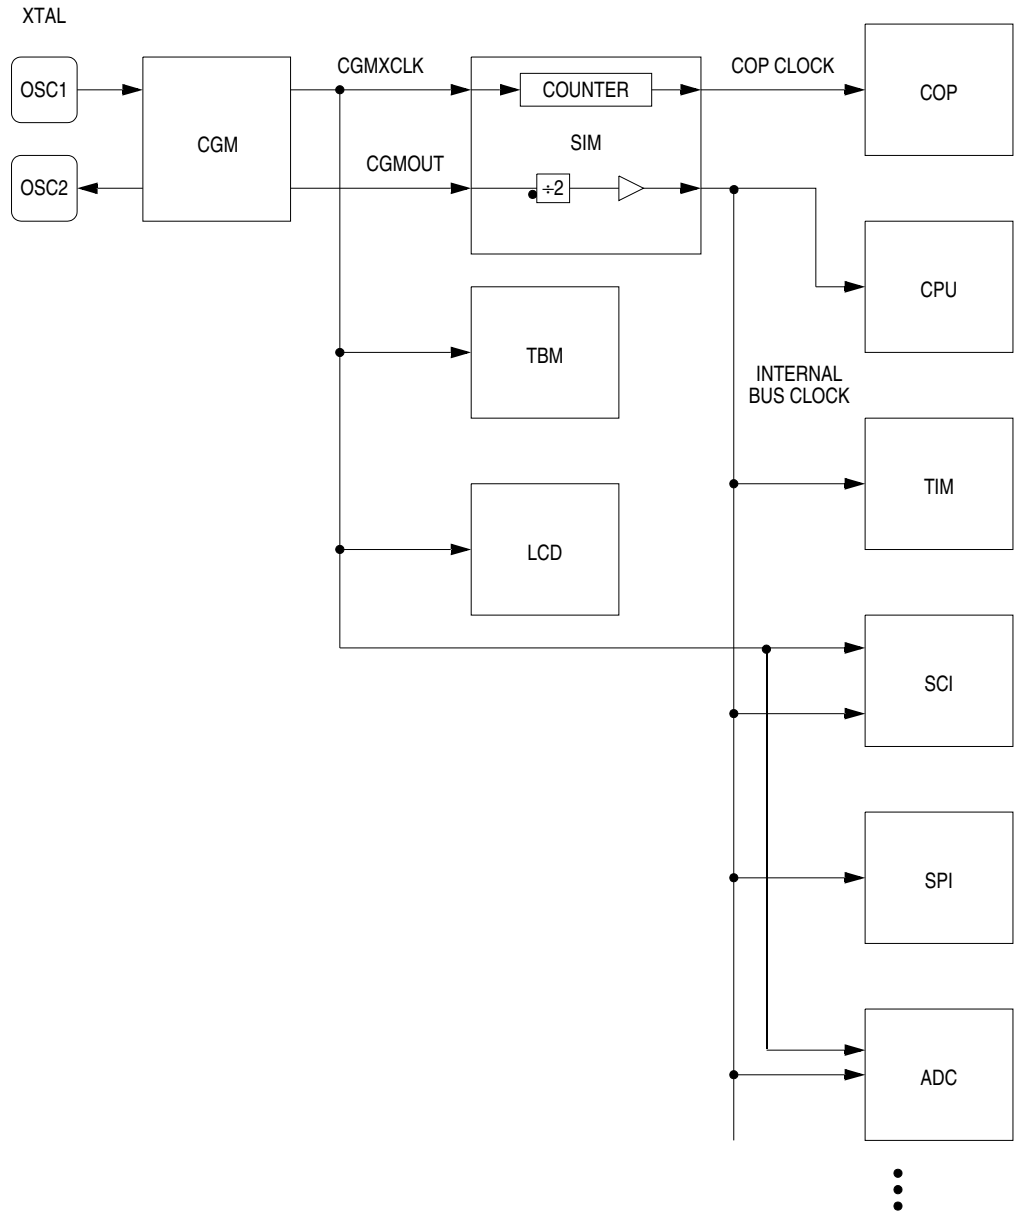 XTAL
OSC1
OSC2
CGM
CGMXCLK
CGMOUT
COUNTER
SIM
÷2
COP CLOCK
COP
CPU
TBM
INTERNAL
BUS CLOCK
TIM
LCD
SCI
SPI
ADC